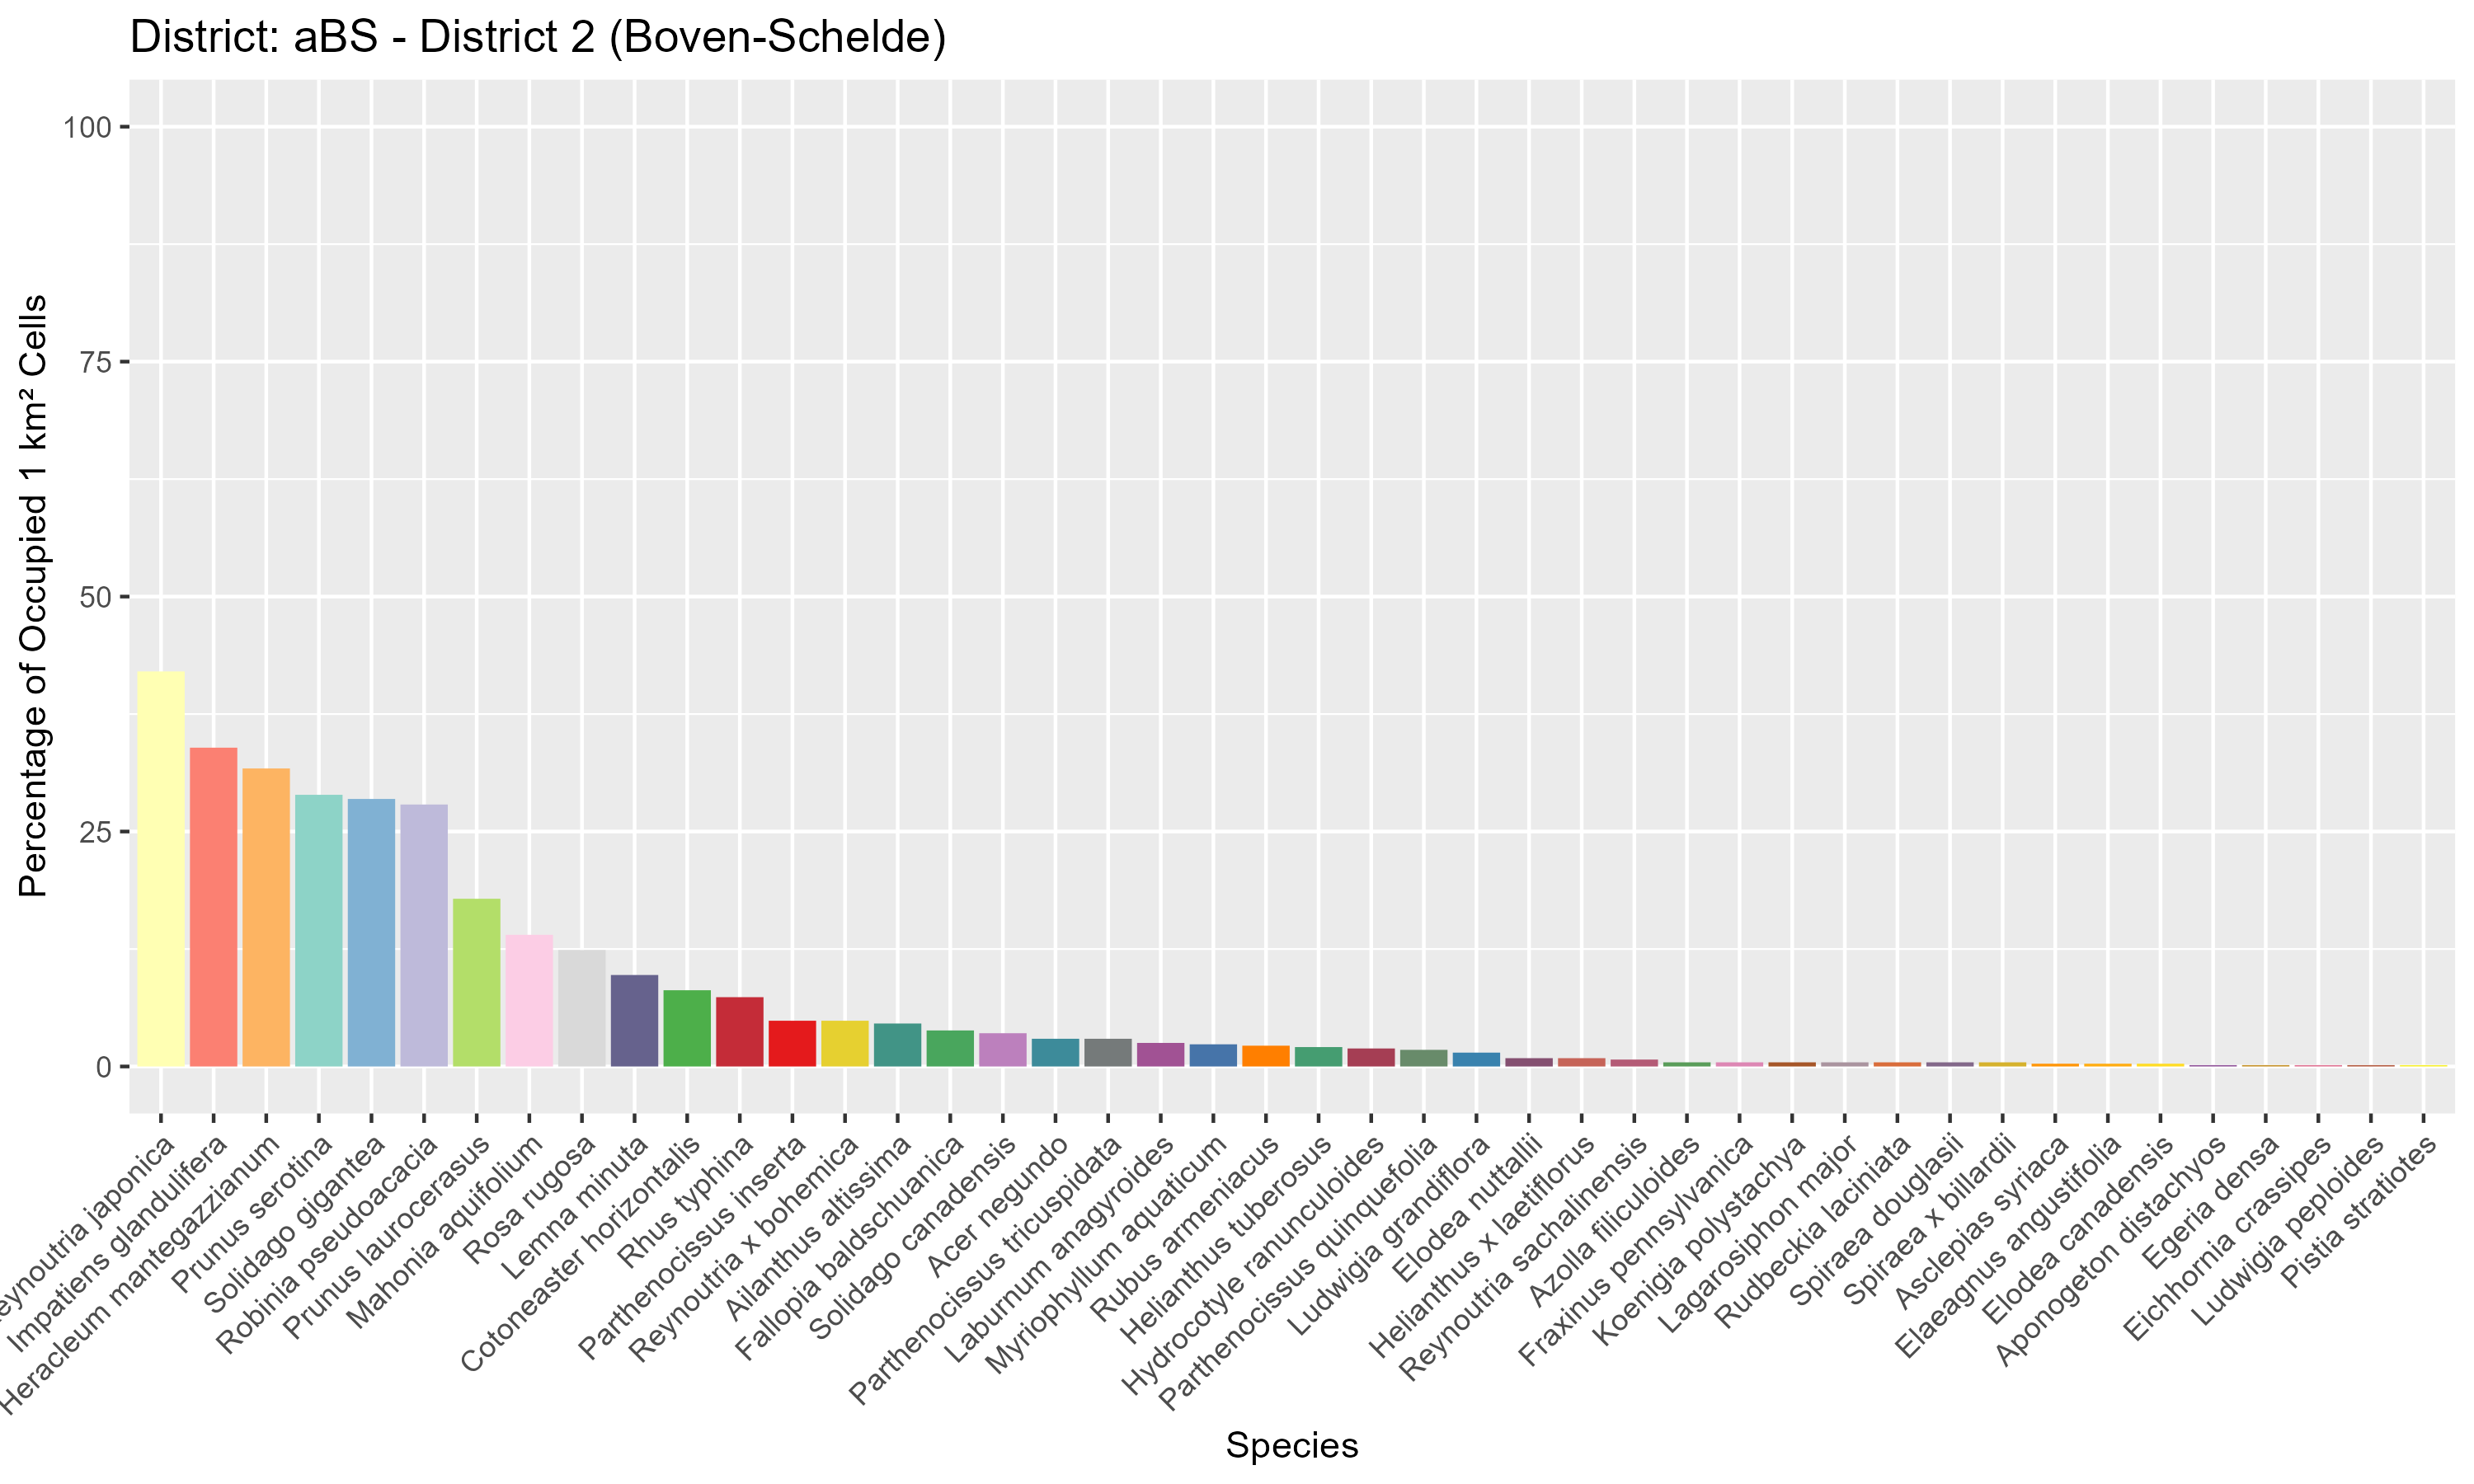 District: aBS - District 2 (Boven-Schelde)
Percentage of Occupied 1 km² Cells
100
75
50
25
0
eynoutria japonica
Impatiens glandulifera
Heracleum mantegazzianum
Prunus serotina
Solidago gigantea
Robinia pseudoacacia
Prunus laurocerasus
Mahonia aquifolium
Rosa rugosa
Lemna minuta
Cotoneaster horizontalis
Rhus typhina
Parthenocissus inserta
Reynoutria x bohemica
Ailanthus altissima
Fallopia baldschuanica
Solidago canadensis
Acer negundo
Parthenocissus tricuspidata
Laburnum anagyroides
Myriophyllum aquaticum
Rubus armeniacus
Helianthus tuberosus
Hydrocotyle ranunculoides
Parthenocissus quinquefolia
Ludwigia grandiflora
Elodea nuttallii
Helianthus x laetiflorus
Reynoutria sachalinensis
Azolla filiculoides
Fraxinus pennsylvanica
Koenigia polystachya
Lagarosiphon major
Rudbeckia laciniata
Spiraea douglasii
Spiraea x billardii
Asclepias syriaca
Elaeagnus angustifolia
Elodea canadensis
Aponogeton distachyos
Egeria densa
Eichhornia crassipes
Ludwigia peploides
Pistia stratiotes
Species